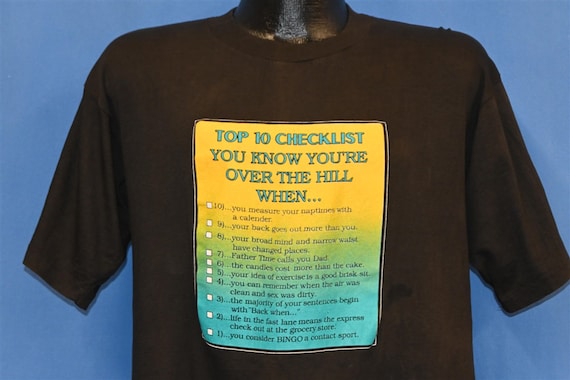 TOP 10 CHECKLIST
YOU KNOW YOU'RE
OVER THE HILL
WHEN...
10)...you measure your naptimes with
a calender.
9)...your back goes out more than you.
8)...your broad mind and narrow waist
have changed places.
7)...Father Time calls you Dad.
6)...the candles cost more than the cake.
5)...your idea of exercise is a good brisk sit.
4)...you can remember when the air was
clean and sex was dirty.
3)...the majority of your sentences begin
with "Back when..."
2)...life in the fast lane means the express
check out at the grocery store.
1)...you consider BINGO a contact sport.